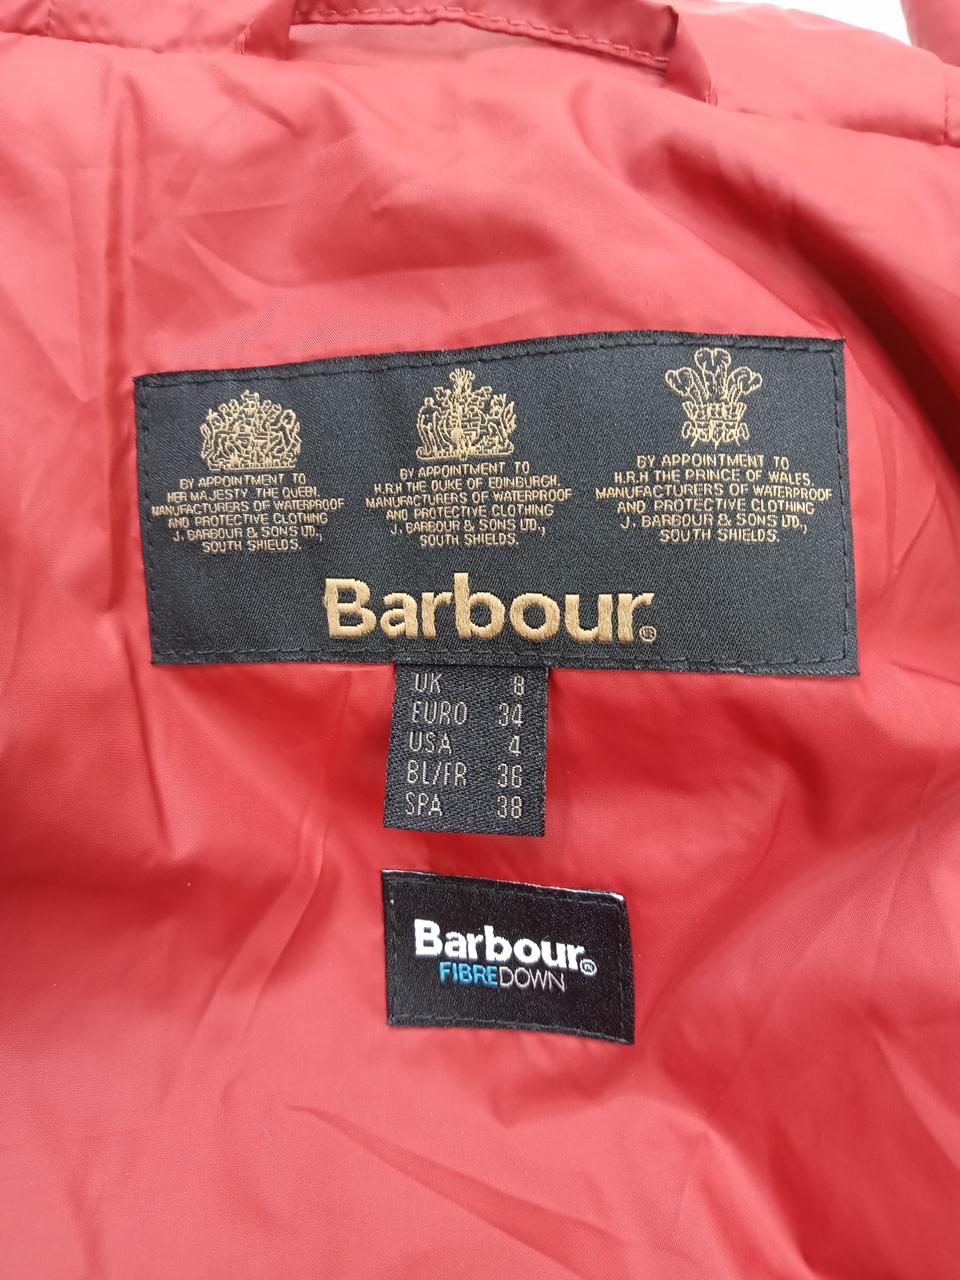 BY APPOINTMENT TO
HER MAJESTY THE QUEEN.
MANUFACTURERS OF WATERPROOF
AND PROTECTIVE CLOTHING
J. BARBOUR & SONS LTD.,
SOUTH SHIELDS.
BY APPOINTMENT TO
H.R.H THE DUKE OF EDINBURGH.
MANUFACTURERS OF WATERPROOF
AND PROTECTIVE CLOTHING
J. BARBOUR & SONS LTD.,
SOUTH SHIELDS.
BY APPOINTMENT TO
H.R.H THE PRINCE OF WALES.
MANUFACTURERS OF WATERPROOF
AND PROTECTIVE CLOTHING
J. BARBOUR & SONS LTD.,
SOUTH SHIELDS.
Barbour®
UK 8
EURO 34
USA 4
BL/FR 36
SPA 38
Barbour®
FIBREDOWN